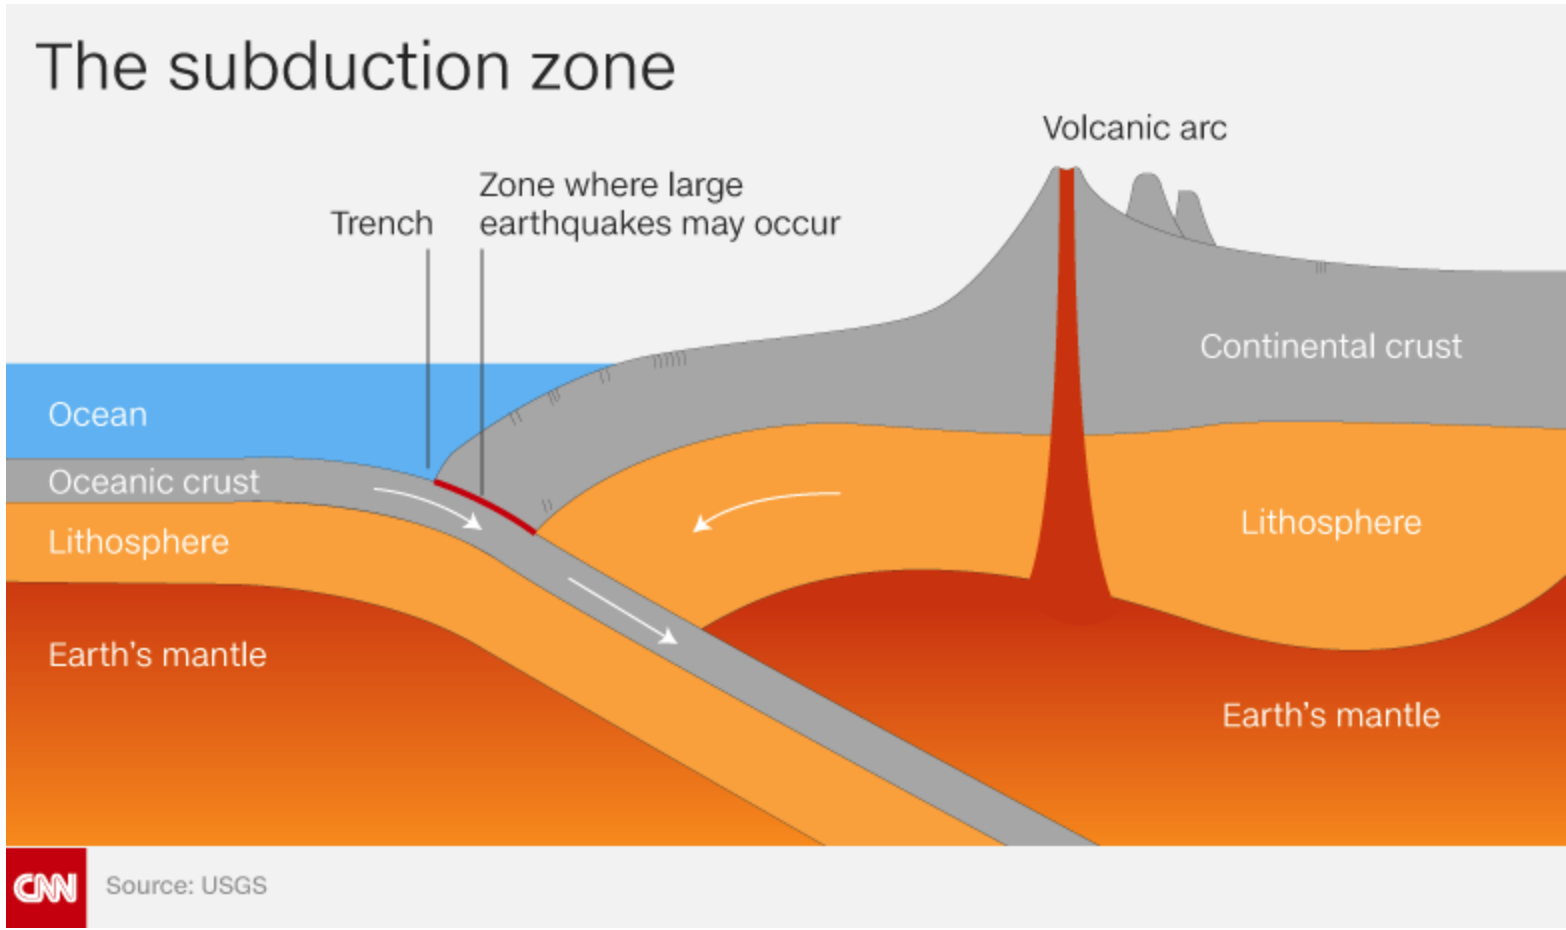 The subduction zone
Volcanic arc
Zone where large
earthquakes may occur
Trench
Continental crust
Ocean
Oceanic crust
Lithosphere
Lithosphere
Earth’s mantle
Earth’s mantle
CNN
Source: USGS